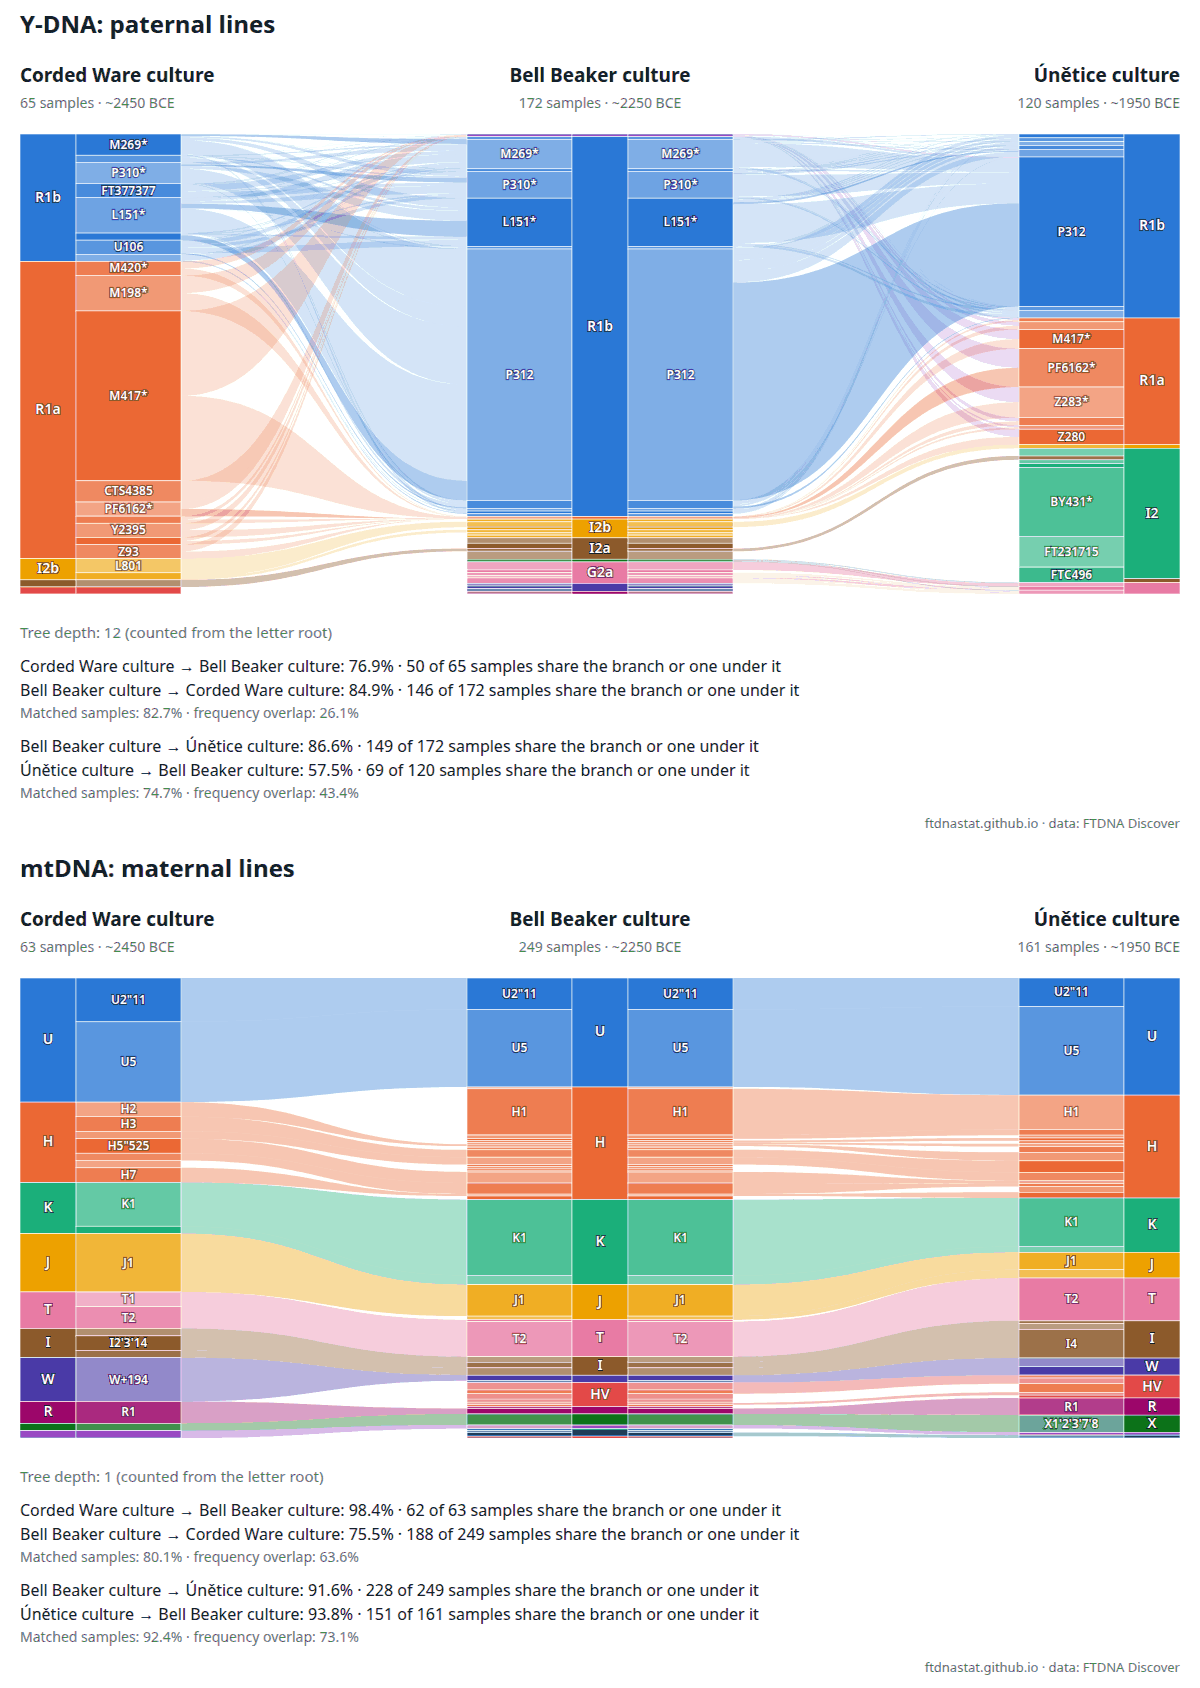 Y-DNA: paternal lines
Corded Ware culture
Bell Beaker culture
Únětice culture
65 samples · ~2450 BCE
172 samples · ~2250 BCE
120 samples · ~1950 BCE
R1b
R1a
I2b
M269*
P310*
FT377377
L151*
U106
M420*
M198*
M417*
CTS4385
PF6162*
Y2395
Z93
L801
M269*
P310*
L151*
P312
R1b
I2b
I2a
G2a
M269*
P310*
L151*
P312
P312
M417*
PF6162*
Z283*
Z280
BY431*
FT231715
FTC496
R1b
R1a
I2
Tree depth: 12 (counted from the letter root)
Corded Ware culture → Bell Beaker culture: 76.9% · 50 of 65 samples share the branch or one under it
Bell Beaker culture → Corded Ware culture: 84.9% · 146 of 172 samples share the branch or one under it
Matched samples: 82.7% · frequency overlap: 26.1%
Bell Beaker culture → Únětice culture: 86.6% · 149 of 172 samples share the branch or one under it
Únětice culture → Bell Beaker culture: 57.5% · 69 of 120 samples share the branch or one under it
Matched samples: 74.7% · frequency overlap: 43.4%
ftdnastat.github.io · data: FTDNA Discover
mtDNA: maternal lines
Corded Ware culture
Bell Beaker culture
Únětice culture
63 samples · ~2450 BCE
249 samples · ~2250 BCE
161 samples · ~1950 BCE
U
H
K
J
T
I
W
R
U2"11
U5
H2
H3
H5"525
H7
K1
J1
T1
T2
I2'3'14
W+194
R1
U2"11
U5
H1
K1
J1
T2
U
H
K
J
T
I
HV
U2"11
U5
H1
K1
J1
T2
U2"11
U5
H1
K1
J1
T2
I4
R1
X1'2'3'7'8
U
H
K
J
T
I
W
HV
R
X
Tree depth: 1 (counted from the letter root)
Corded Ware culture → Bell Beaker culture: 98.4% · 62 of 63 samples share the branch or one under it
Bell Beaker culture → Corded Ware culture: 75.5% · 188 of 249 samples share the branch or one under it
Matched samples: 80.1% · frequency overlap: 63.6%
Bell Beaker culture → Únětice culture: 91.6% · 228 of 249 samples share the branch or one under it
Únětice culture → Bell Beaker culture: 93.8% · 151 of 161 samples share the branch or one under it
Matched samples: 92.4% · frequency overlap: 73.1%
ftdnastat.github.io · data: FTDNA Discover